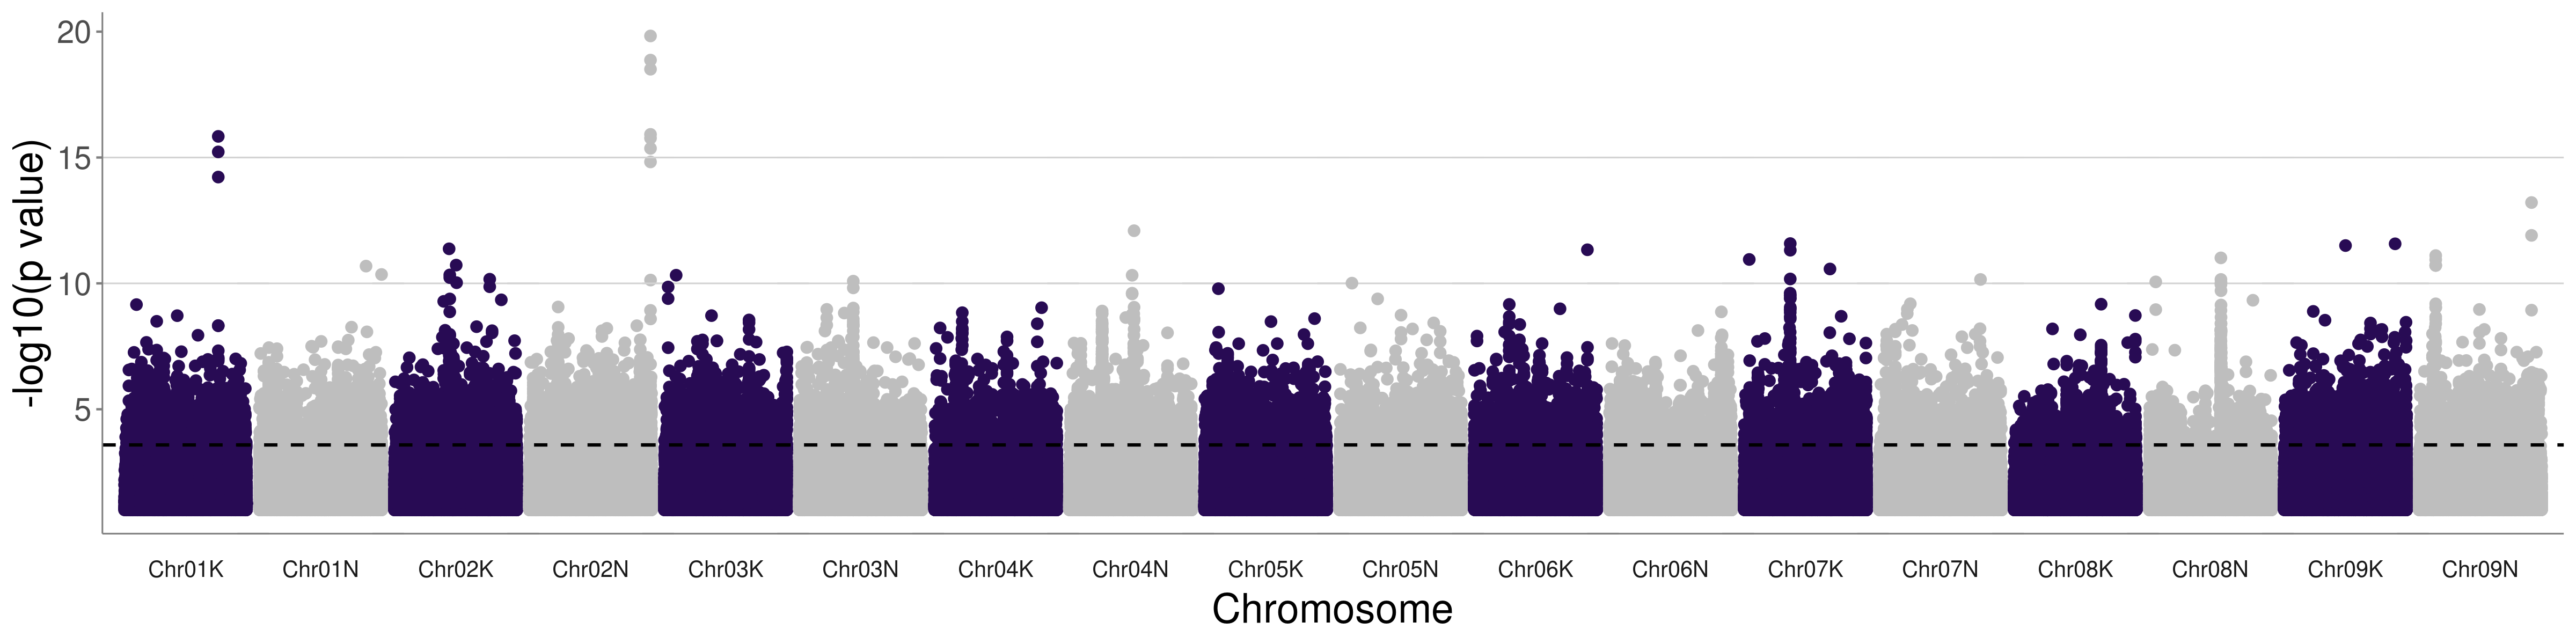 -log10(p value)
20
15
10
5
Chr01K Chr01N Chr02K Chr02N Chr03K Chr03N Chr04K Chr04N Chr05K Chr05N Chr06K Chr06N Chr07K Chr07N Chr08K Chr08N Chr09K Chr09N
Chromosome